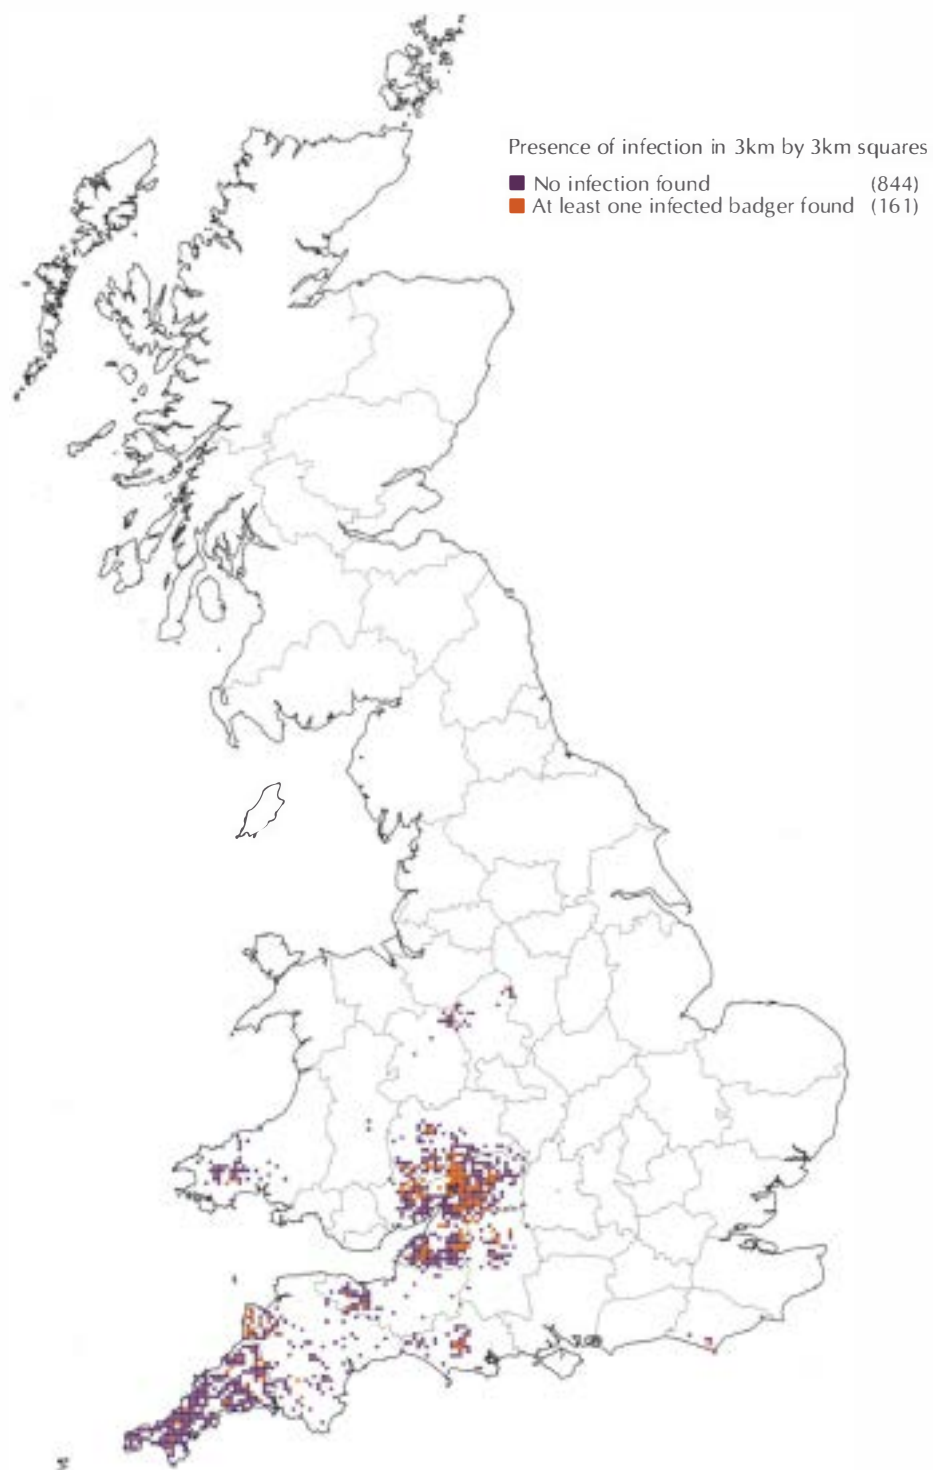 Presence of infection in 3km by 3km squares
No infection found (844)
At least one infected badger found (161)